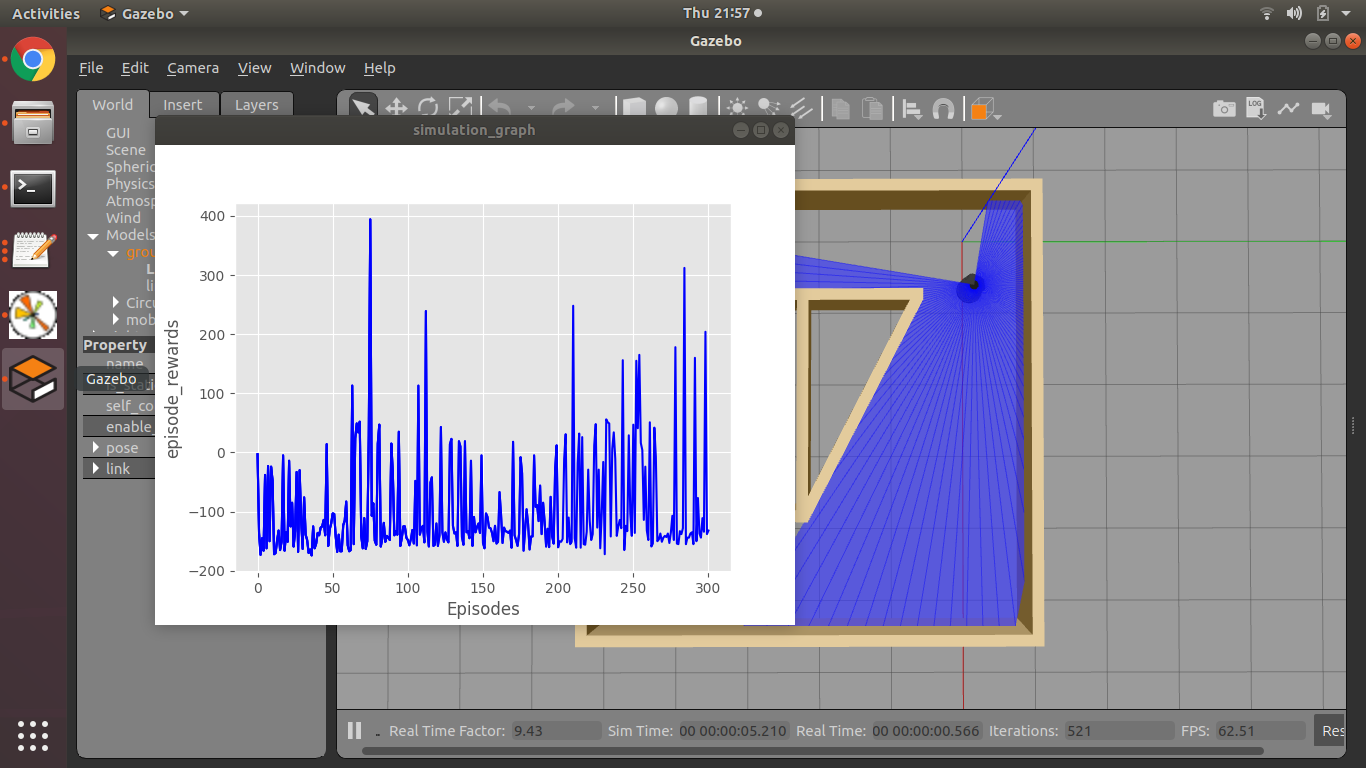 Activities Gazebo Thu 21:57
Gazebo
File Edit Camera View Window Help
World Insert Layers
LOG
GUI
Scene
Spheric
Physics
Atmosp
Wind
Models
grou
L
li
Circu
mob
Property
name
Gazebo
self_co
enable_
pose
link
simulation_graph
400
300
200
100
0
−100
−200
episode_rewards
0 50 100 150 200 250 300
Episodes
Real Time Factor: 9.43 Sim Time: 00 00:00:05.210 Real Time: 00 00:00:00.566 Iterations: 521 FPS: 62.51 Res